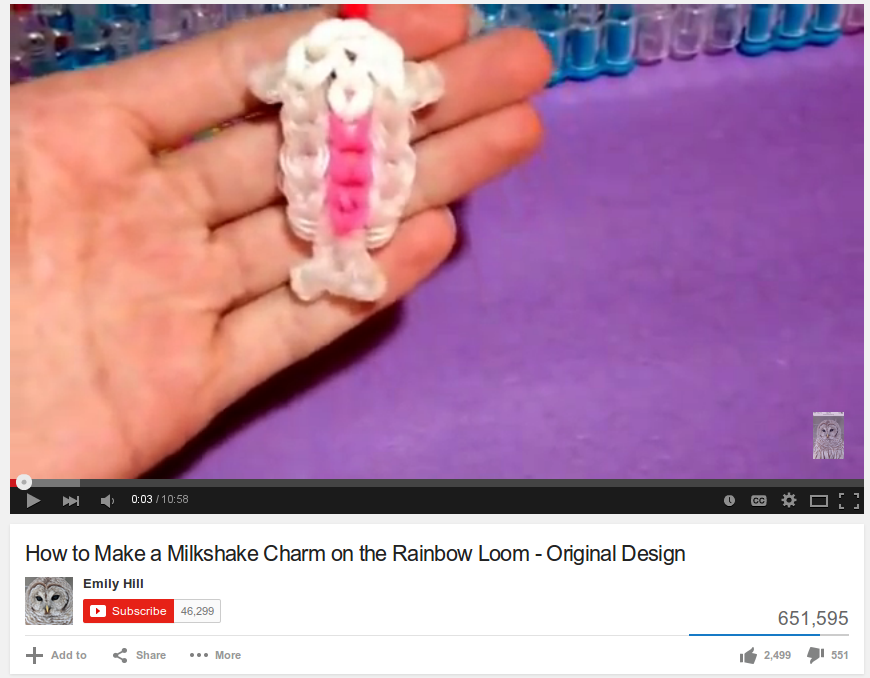 0:03 / 10:58
CC
How to Make a Milkshake Charm on the Rainbow Loom - Original Design
Emily Hill
Subscribe 46,299
651,595
Add to Share More 2,499 551